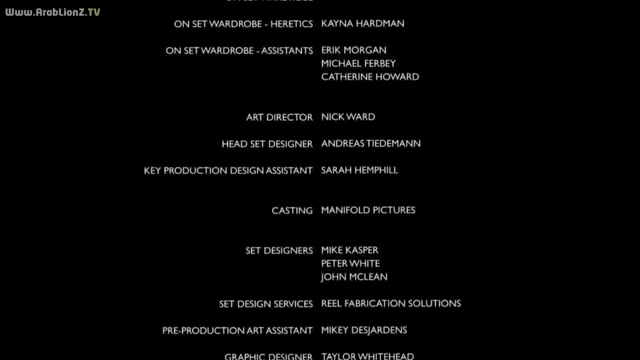 Www.ArabLionZ.TV
ON SET WARDROBE - HERETICS KAYNA HARDMAN
ON SET WARDROBE - ASSISTANTS ERIK MORGAN
MICHAEL FERBEY
CATHERINE HOWARD
ART DIRECTOR NICK WARD
HEAD SET DESIGNER ANDREAS TIEDEMANN
KEY PRODUCTION DESIGN ASSISTANT SARAH HEMPHILL
CASTING MANIFOLD PICTURES
SET DESIGNERS MIKE KASPER
PETER WHITE
JOHN MCLEAN
SET DESIGN SERVICES REEL FABRICATION SOLUTIONS
PRE-PRODUCTION ART ASSISTANT MIKEY DESJARDENS
GRAPHIC DESIGNER TAYLOR WHITEHEAD